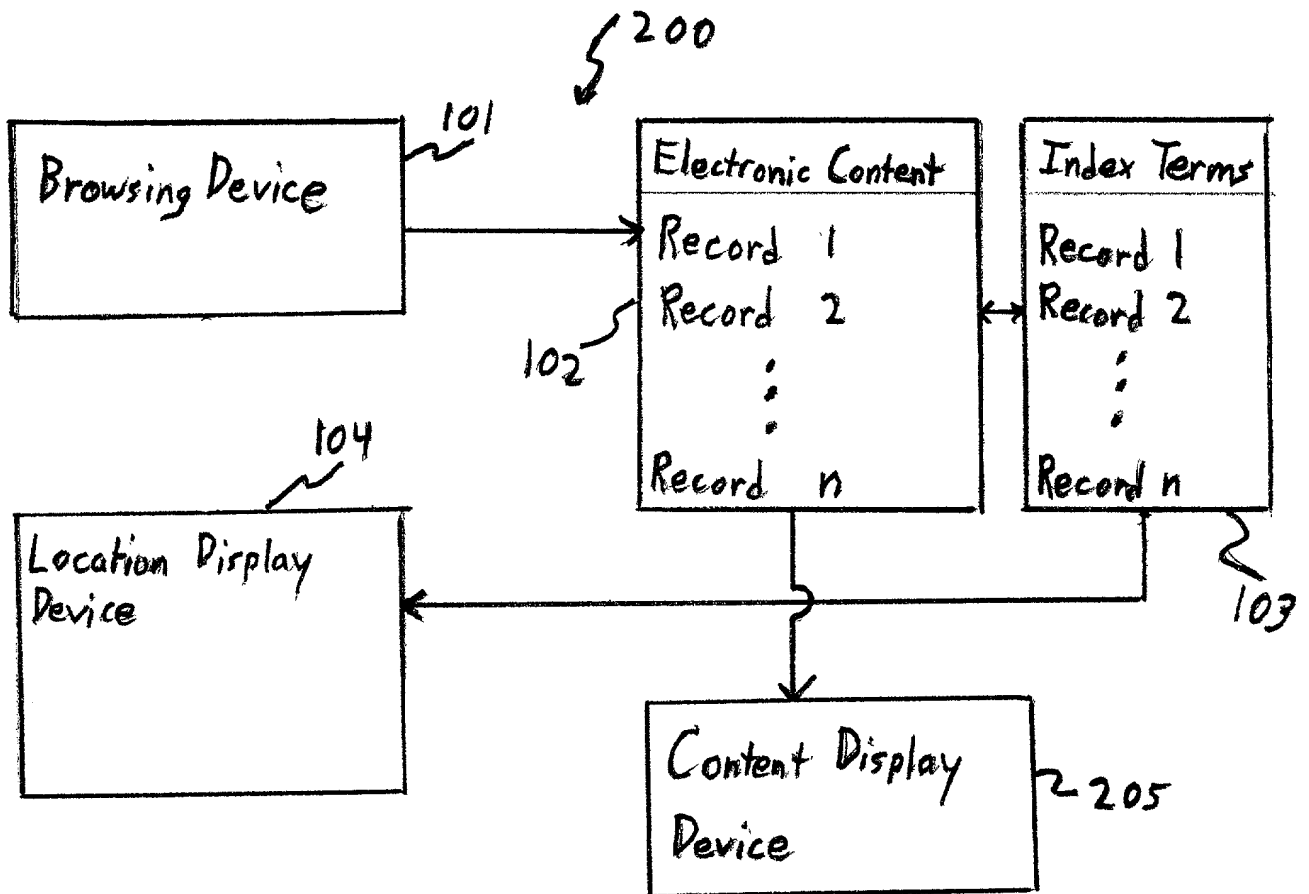 200
101
Browsing Device
Electronic Content
Record 1
Record 2
Record n
102
Index Terms
Record 1
Record 2
Record n
103
104
Location Display
Device
Content Display
Device
205